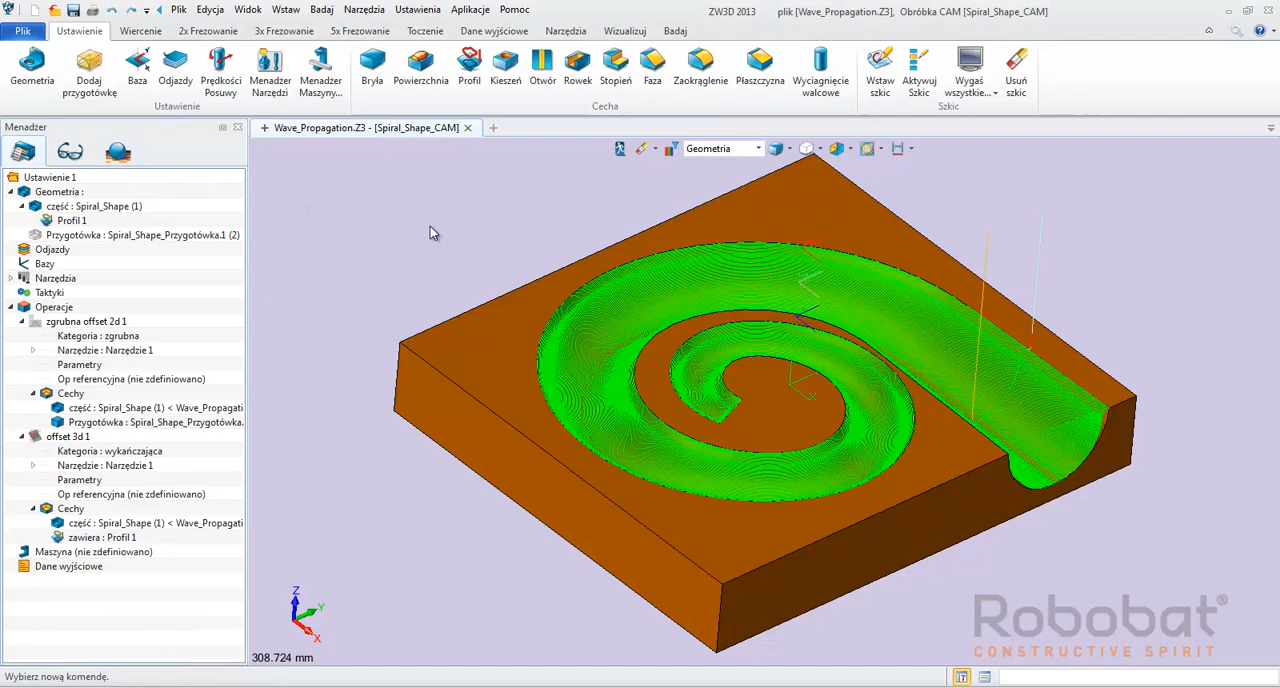 Plik Edycja Widok Wstaw Badaj Narzędzia Ustawienia Aplikacje Pomoc
ZW3D 2013 plik [Wave_Propagation.Z3], Obróbka CAM [Spiral_Shape_CAM]
Plik Ustawienie Wiercenie 2x Frezowanie 3x Frezowanie 5x Frezowanie Toczenie Dane wyjściowe Narzędzia Wizualizuj Badaj
Geometria Dodaj przygotówkę Baza Odjazdy Prędkości Posuwy Menadżer Narzędzi Menadżer Maszyny... Bryła Powierzchnia Profil Kieszeń Otwór Rowek Stopień Faza Zaokrąglenie Płaszczyzna Wyciągnięcie walcowe Wstaw szkic Aktywuj Szkic Wygaś wszystkie... Usuń szkic
Ustawienie Cecha Szkic
Menadżer
Wave_Propagation.Z3 - [Spiral_Shape_CAM]
Geometria
Ustawienie 1
Geometria :
część : Spiral_Shape (1)
Profil 1
Przygotówka : Spiral_Shape_Przygotówka.1 (2)
Odjazdy
Bazy
Narzędzia
Taktyki
Operacje
zgrubna offset 2d 1
Kategoria : zgrubna
Narzędzie : Narzędzie 1
Parametry
Op referencyjna (nie zdefiniowano)
Cechy
część : Spiral_Shape (1) < Wave_Propagati
Przygotówka : Spiral_Shape_Przygotówka.
offset 3d 1
Kategoria : wykańczająca
Narzędzie : Narzędzie 1
Parametry
Op referencyjna (nie zdefiniowano)
Cechy
część : Spiral_Shape (1) < Wave_Propagati
zawiera : Profil 1
Maszyna (nie zdefiniowano)
Dane wyjściowe
Z
Y
X
308.724 mm
Robobat®
CONSTRUCTIVE SPIRIT
Wybierz nową komendę.